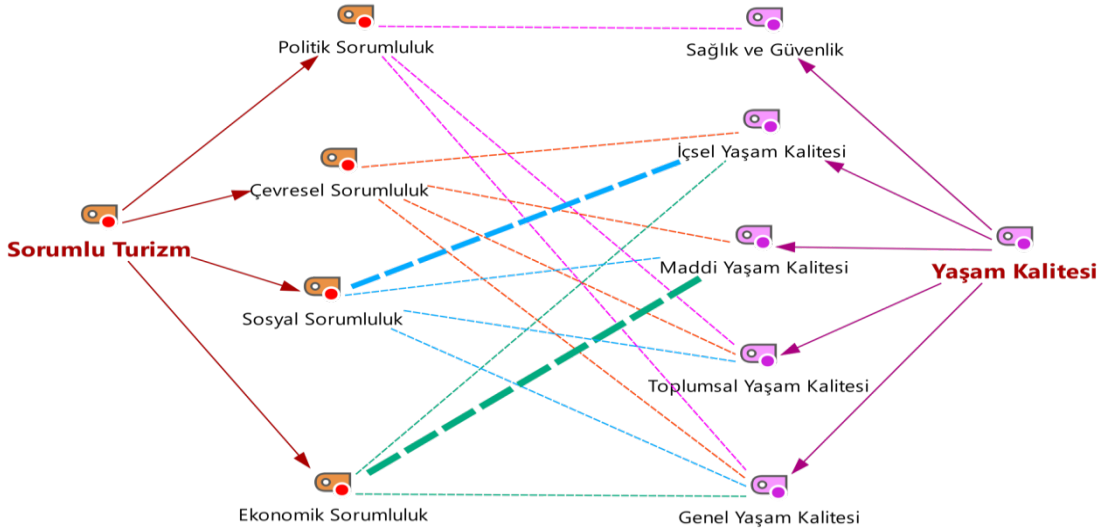 Politik Sorumluluk
Sağlık ve Güvenlik
İçsel Yaşam Kalitesi
Çevresel Sorumluluk
Sorumlu Turizm
Maddi Yaşam Kalitesi
Yaşam Kalitesi
Sosyal Sorumluluk
Toplumsal Yaşam Kalitesi
Ekonomik Sorumluluk
Genel Yaşam Kalitesi